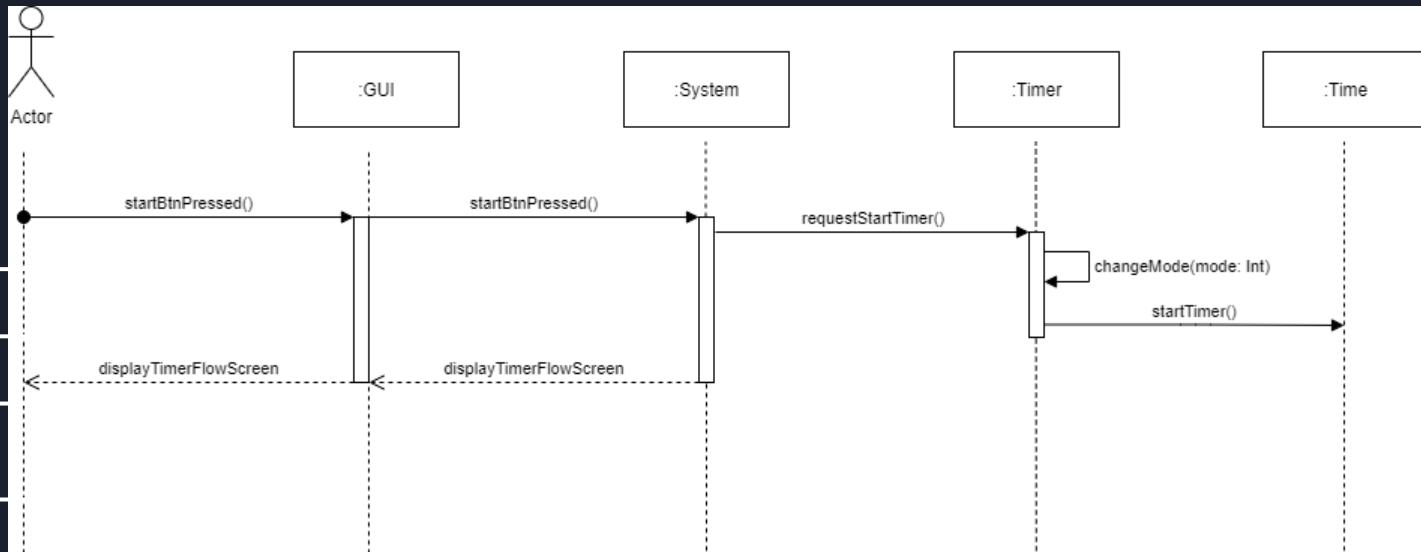 :GUI
:System
:Timer
:Time
Actor
startBtnPressed()
startBtnPressed()
requestStartTimer()
changeMode(mode: Int)
startTimer()
displayTimerFlowScreen
displayTimerFlowScreen